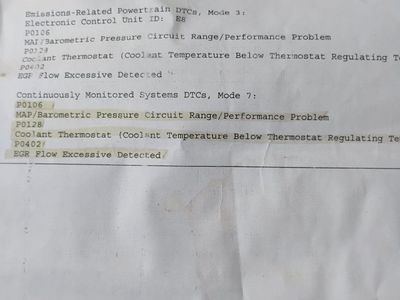 Emissions-Related Powertrain DTCs, Mode 3:
Electronic Control Unit ID: E8
P0106
MAP/Barometric Pressure Circuit Range/Performance Problem
P0128
Coolant Thermostat (Coolant Temperature Below Thermostat Regulating Te
P0402
EGR Flow Excessive Detected
Continuously Monitored Systems DTCs, Mode 7:
P0106
MAP/Barometric Pressure Circuit Range/Performance Problem
P0128
Coolant Thermostat (Coolant Temperature Below Thermostat Regulating Te
P0402
EGR Flow Excessive Detected